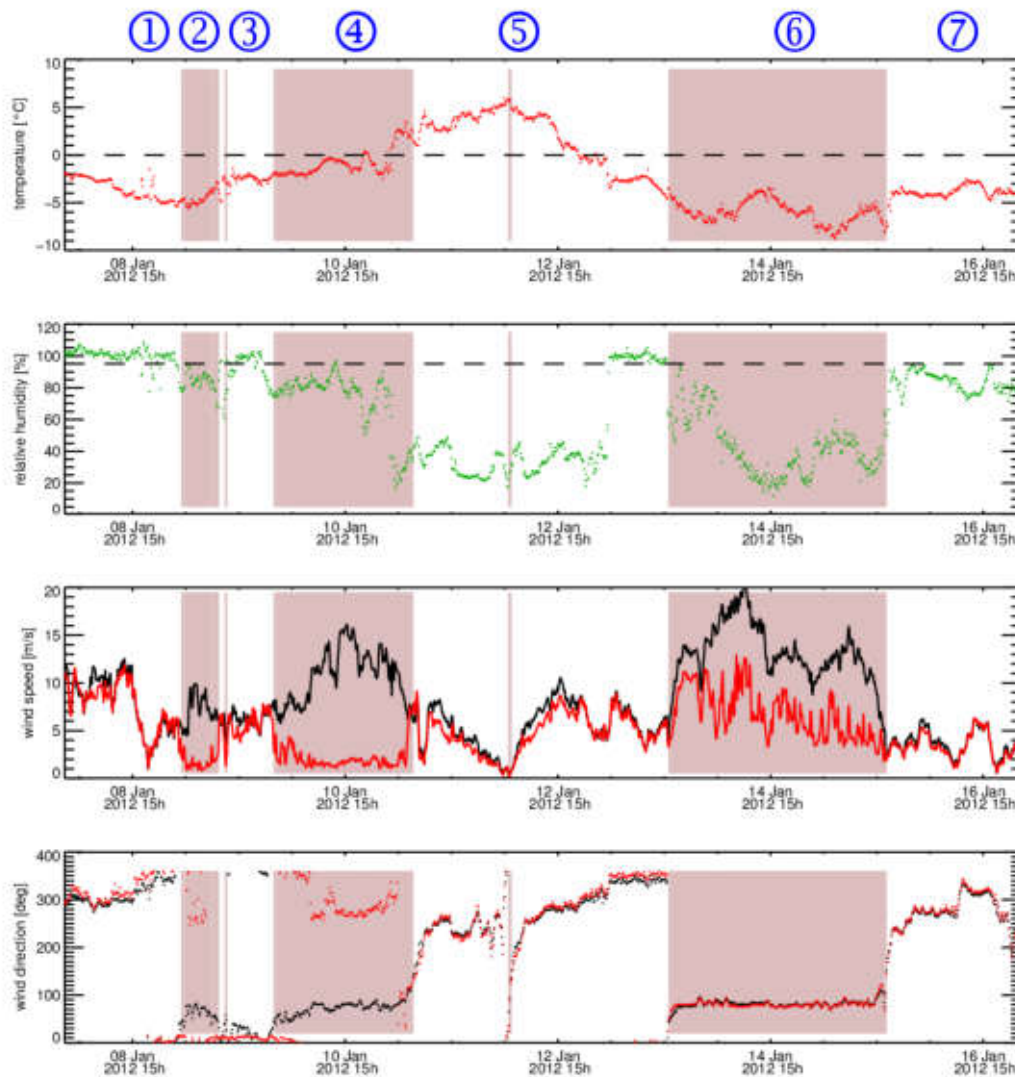 ① ② ③ ④ ⑤ ⑥ ⑦
temperature [°C]
10
5
0
−5
−10
08 Jan 10 Jan 12 Jan 14 Jan 16 Jan
2012 15h 2012 15h 2012 15h 2012 15h 2012 15h
relative humidity [%]
120
100
80
60
40
20
0
08 Jan 10 Jan 12 Jan 14 Jan 16 Jan
2012 15h 2012 15h 2012 15h 2012 15h 2012 15h
wind speed [m/s]
20
15
10
5
0
08 Jan 10 Jan 12 Jan 14 Jan 16 Jan
2012 15h 2012 15h 2012 15h 2012 15h 2012 15h
wind direction [deg]
400
300
200
100
0
08 Jan 10 Jan 12 Jan 14 Jan 16 Jan
2012 15h 2012 15h 2012 15h 2012 15h 2012 15h